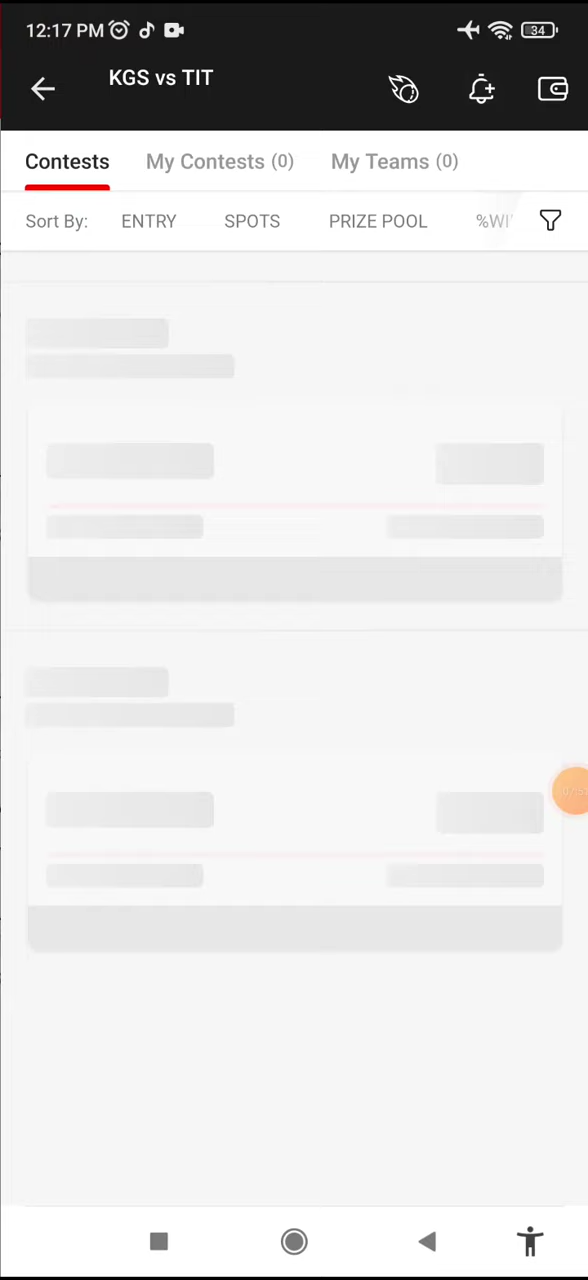 12:17 PM
34
KGS vs TIT
Contests
My Contests (0)
My Teams (0)
Sort By:
ENTRY
SPOTS
PRIZE POOL